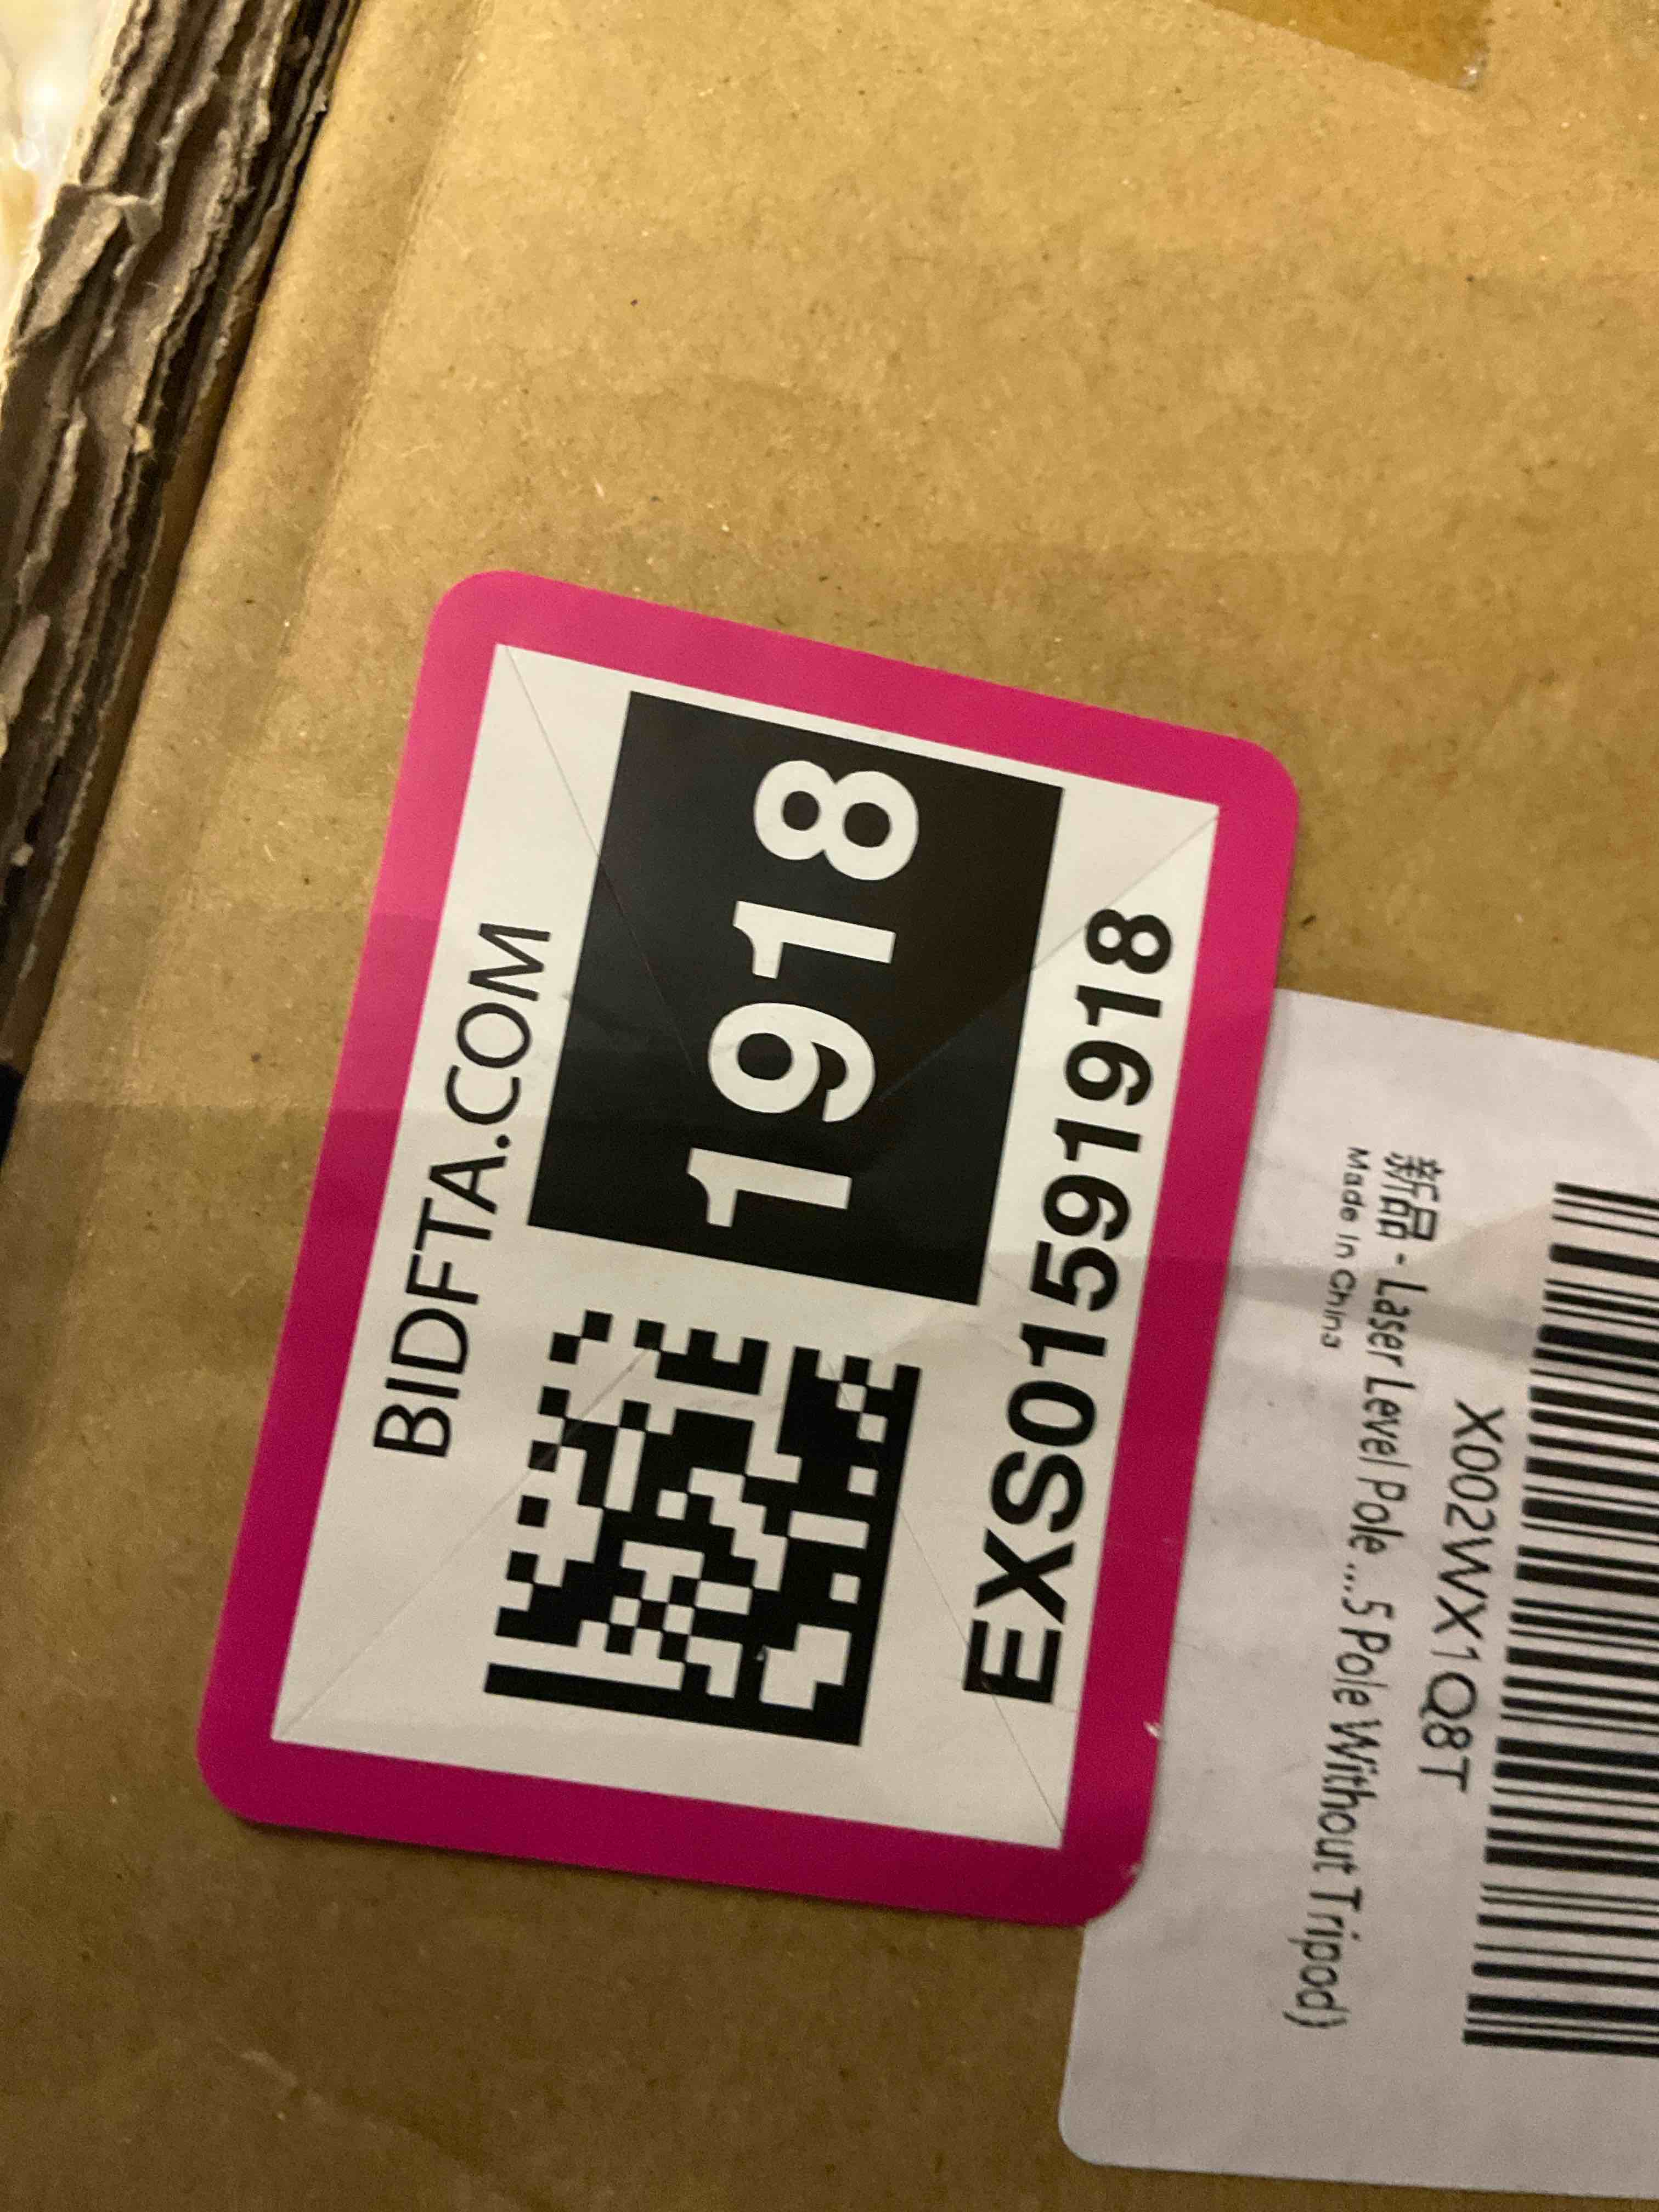 BIDFTA.COM
1918
EXS01591918
X002WX1Q8T
新品 - Laser Level Pole ....5 Pole Without Tripod)
Made In China